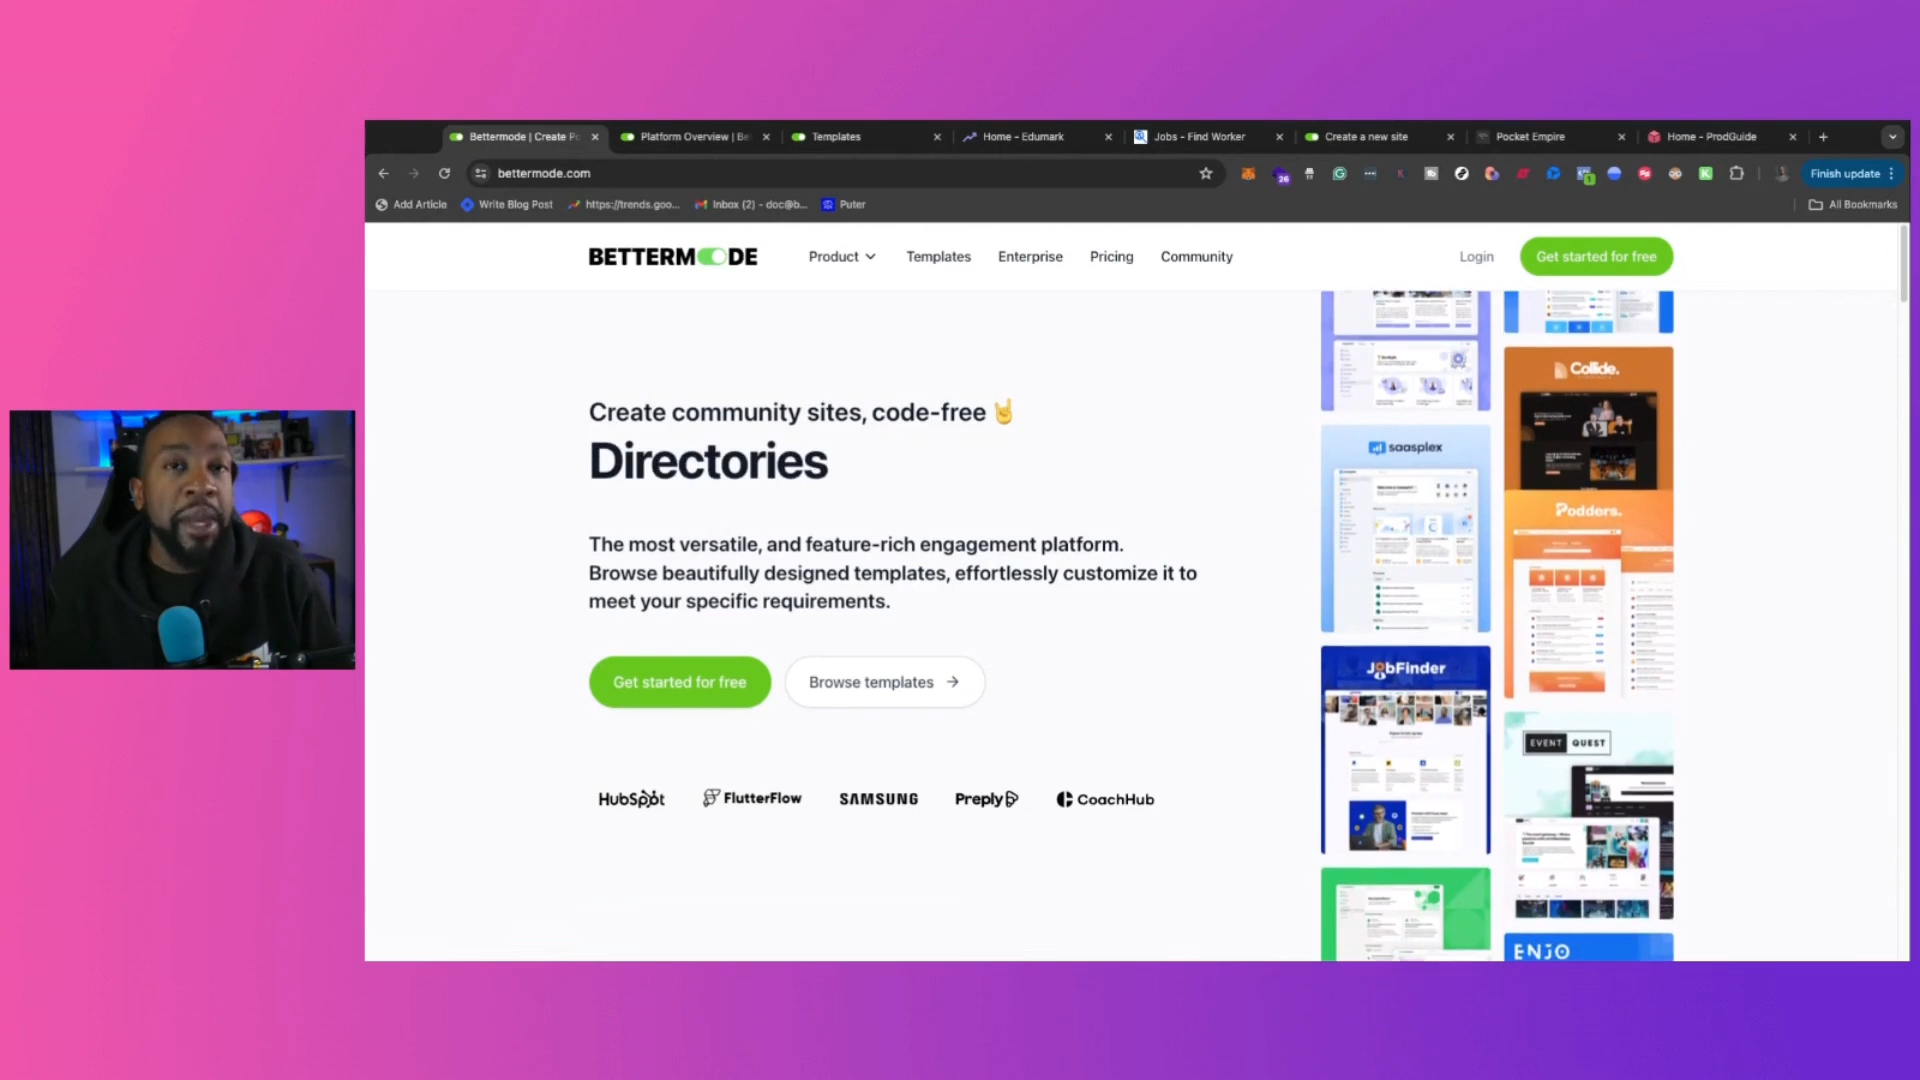 Bettermode | Create Po
Platform Overview | Be
Templates
Home - Edumark
Jobs - Find Worker
Create a new site
Pocket Empire
Home - ProdGuide
bettermode.com
26
1
Finish update
Add Article
Write Blog Post
https://trends.goo...
Inbox (2) - doc@b...
Puter
All Bookmarks
BETTERMODE
Product
Templates
Enterprise
Pricing
Community
Login
Get started for free
Create community sites, code-free 🤘
Directories
The most versatile, and feature-rich engagement platform.
Browse beautifully designed templates, effortlessly customize it to
meet your specific requirements.
Get started for free
Browse templates →
HubSpot
FlutterFlow
SAMSUNG
Preply
CoachHub
saasplex
JobFinder
Collide.
Podders.
EVENT QUEST
ENJO